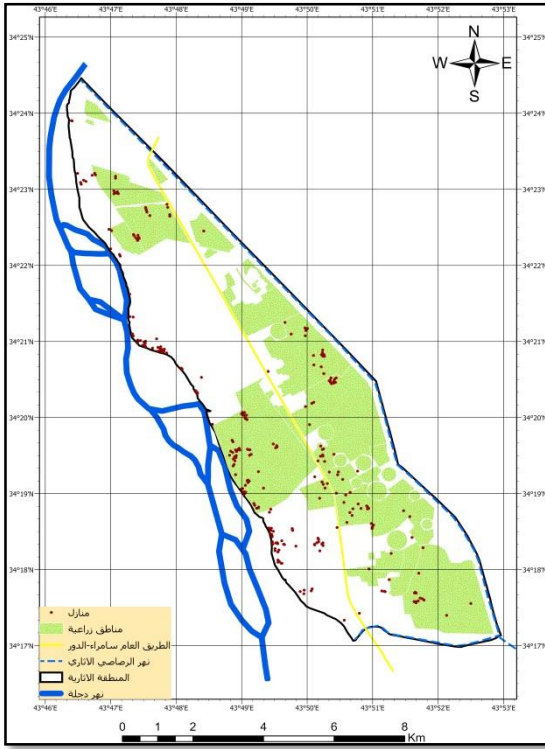 43°46'E 43°47'E 43°48'E 43°49'E 43°50'E 43°51'E 43°52'E 43°53'E
34°25'N 34°25'N
N
W E
S
34°24'N 34°24'N
34°23'N 34°23'N
34°22'N 34°22'N
34°21'N 34°21'N
34°20'N 34°20'N
34°19'N 34°19'N
34°18'N 34°18'N
منازل
مناطق زراعية
الطريق العام سامراء-الدور
نهر الرصاصي الاثاري
المنطقة الاثارية
نهر دجلة
34°17'N 34°17'N
43°46'E 43°47'E 43°48'E 43°49'E 43°50'E 43°51'E 43°52'E 43°53'E
0 1 2 4 6 8
Km